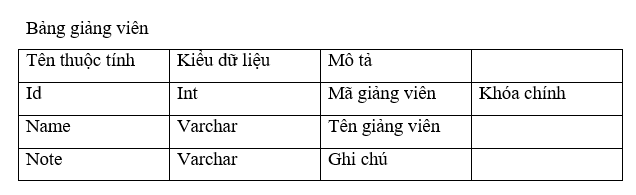 Bảng giảng viên
Tên thuộc tính Kiểu dữ liệu Mô tả
Id Int Mã giảng viên Khóa chính
Name Varchar Tên giảng viên
Note Varchar Ghi chú